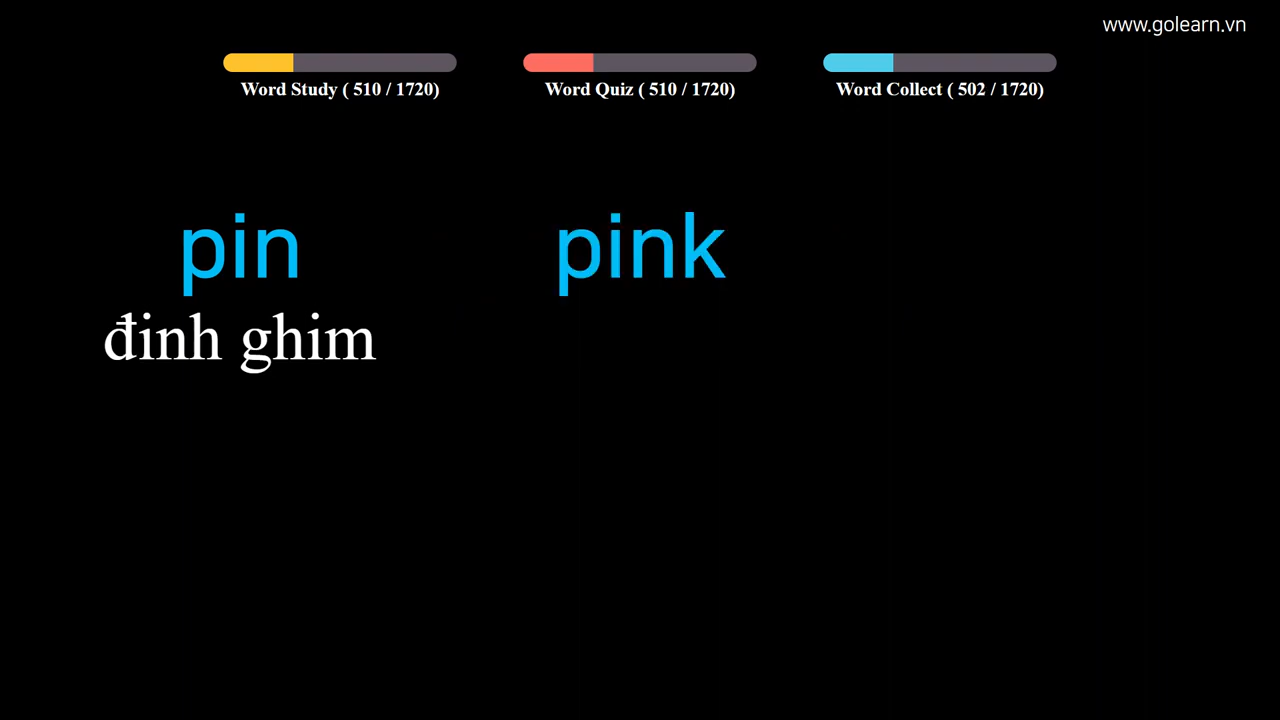 www.golearn.vn
Word Study ( 510 / 1720)
Word Quiz ( 510 / 1720)
Word Collect ( 502 / 1720)
pin
đinh ghim
pink